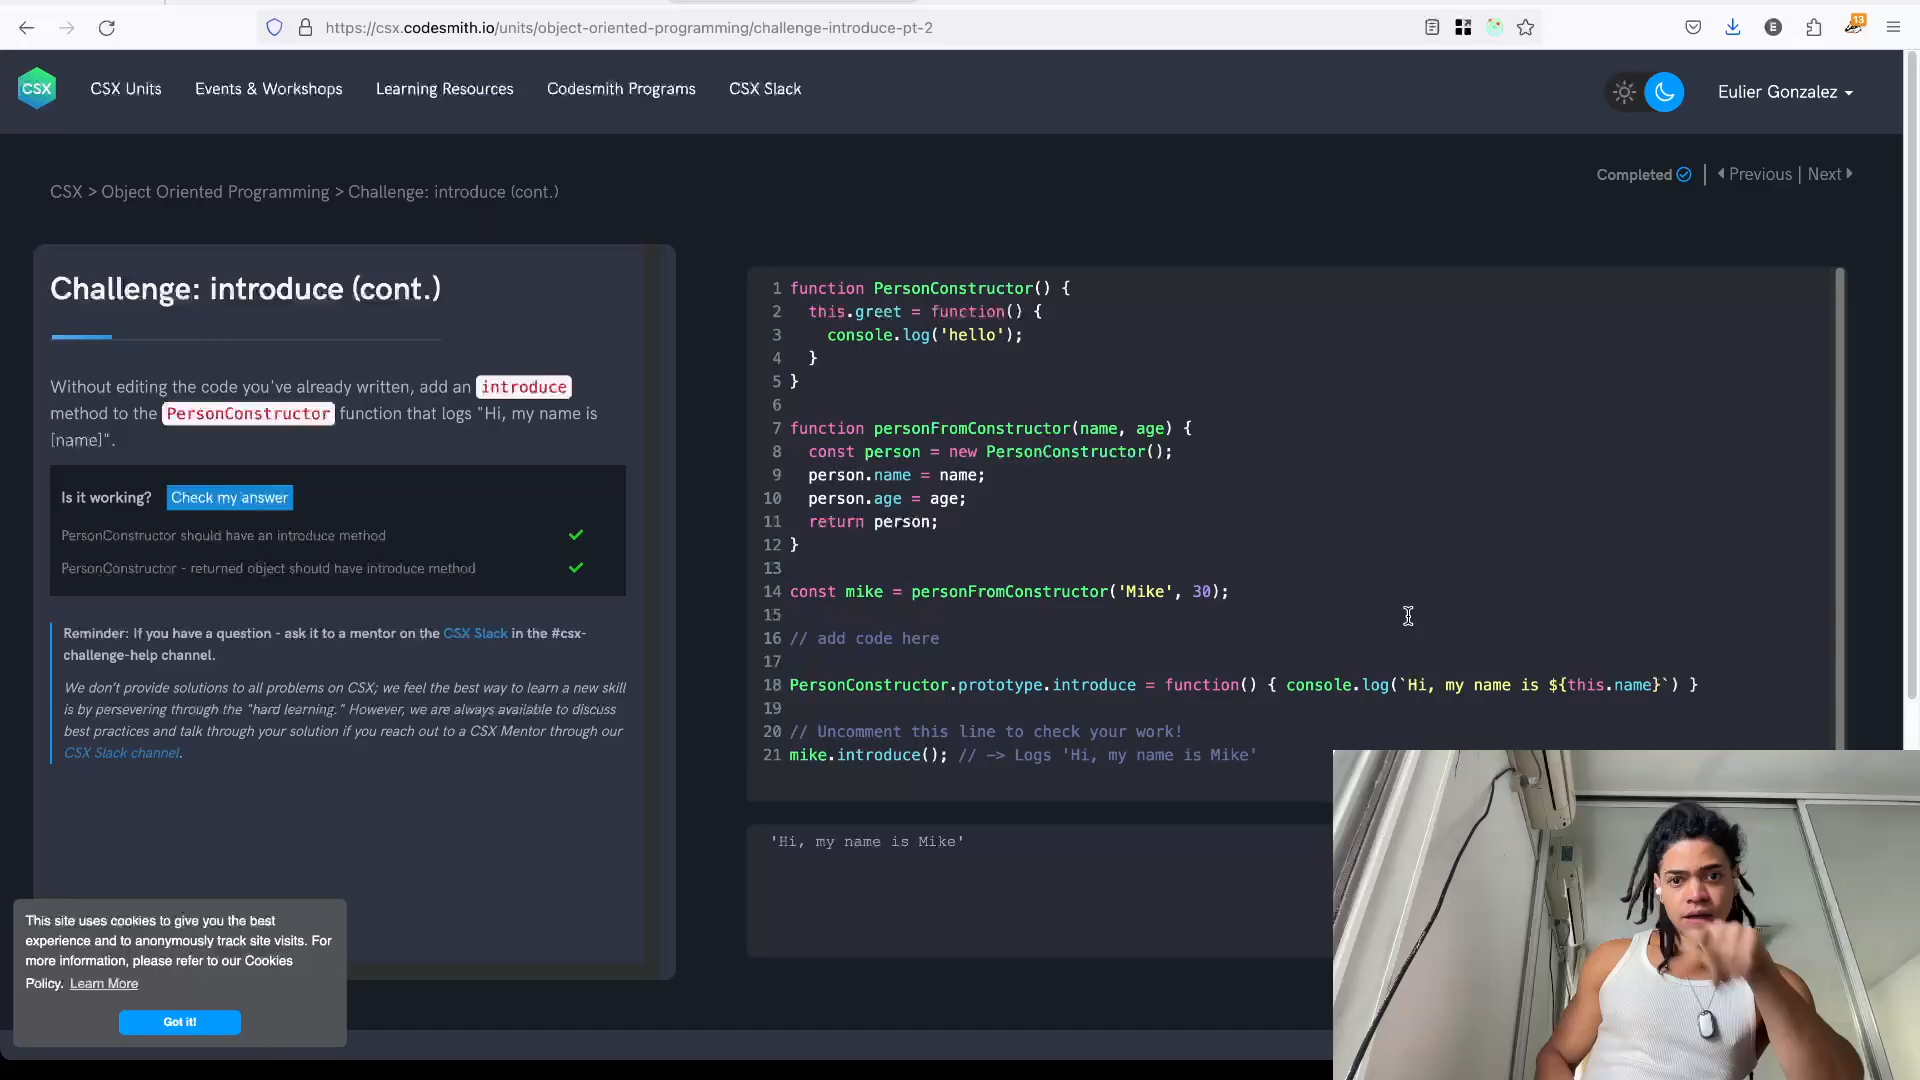 https://csx.codesmith.io/units/object-oriented-programming/challenge-introduce-pt-2
13
CSX
CSX Units
Events & Workshops
Learning Resources
Codesmith Programs
CSX Slack
Eulier Gonzalez
CSX > Object Oriented Programming > Challenge: introduce (cont.)
Completed
Previous | Next
Challenge: introduce (cont.)
Without editing the code you've already written, add an introduce
method to the PersonConstructor function that logs "Hi, my name is
[name]".
Is it working? Check my answer
PersonConstructor should have an introduce method
PersonConstructor - returned object should have introduce method
Reminder: If you have a question - ask it to a mentor on the CSX Slack in the #csx-
challenge-help channel.
We don't provide solutions to all problems on CSX; we feel the best way to learn a new skill
is by persevering through the "hard learning." However, we are always available to discuss
best practices and talk through your solution if you reach out to a CSX Mentor through our
CSX Slack channel.
1 function PersonConstructor() {
2 this.greet = function() {
3 console.log('hello');
4 }
5 }
6
7 function personFromConstructor(name, age) {
8 const person = new PersonConstructor();
9 person.name = name;
10 person.age = age;
11 return person;
12 }
13
14 const mike = personFromConstructor('Mike', 30);
15
16 // add code here
17
18 PersonConstructor.prototype.introduce = function() { console.log(`Hi, my name is ${this.name}`) }
19
20 // Uncomment this line to check your work!
21 mike.introduce(); // -> Logs 'Hi, my name is Mike'
'Hi, my name is Mike'
This site uses cookies to give you the best
experience and to anonymously track site visits. For
more information, please refer to our Cookies
Policy. Learn More
Got it!